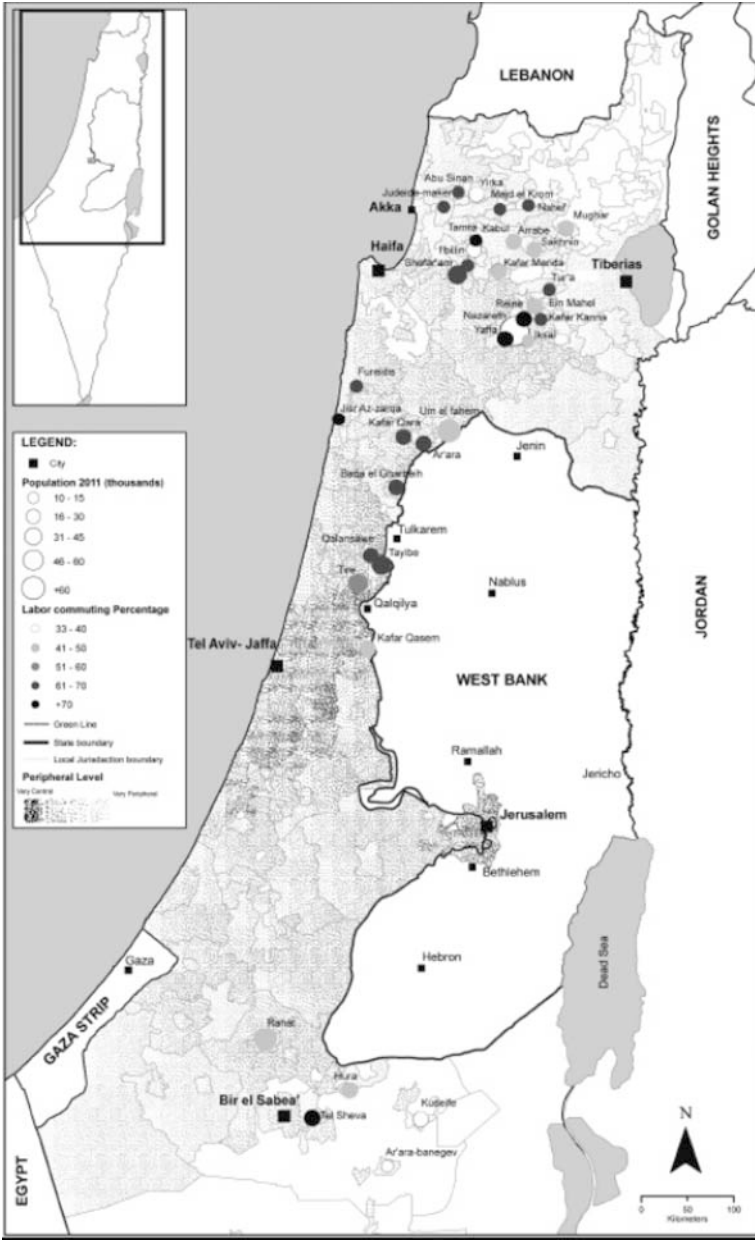 LEBANON
GOLAN HEIGHTS
Abu Sinan
Yirka
Judeide-maker
Majd el Krom
Akka
Nahef
Mughar
Tamra
Kabul
Arrabe
Sakhnin
Haifa
I'billin
Shefar'amr
Kafar Manda
Tur'a
Tiberias
Reine
Ein Mahel
Nazareth
Kafar Kanna
Yaffa
Iksal
Fureidis
Jisr Az-zarqa
Um el fahem
Kafar Qara
Ar'ara
Jenin
Baqa el Gharbieh
LEGEND:
City
Population 2011 (thousands)
10 - 15
16 - 30
31 - 45
46 - 60
+60
Labor commuting Percentage
33 - 40
41 - 50
51 - 60
61 - 70
+70
Green Line
State boundary
Local Jurisdaction boundary
Peripheral Level
Very Central
Very Peripheral
Tulkarem
Qalansawe
Tayibe
Tire
Nablus
Qalqilya
JORDAN
Tel Aviv- Jaffa
Kafar Qasem
WEST BANK
Ramallah
Jericho
Jerusalem
Bethlehem
Gaza
Hebron
Dead Sea
GAZA STRIP
Rahat
Hura
Bir el Sabea'
Tel Sheva
Kuseife
Ar'ara-banegev
EGYPT
N
0 50 100
Kilometers